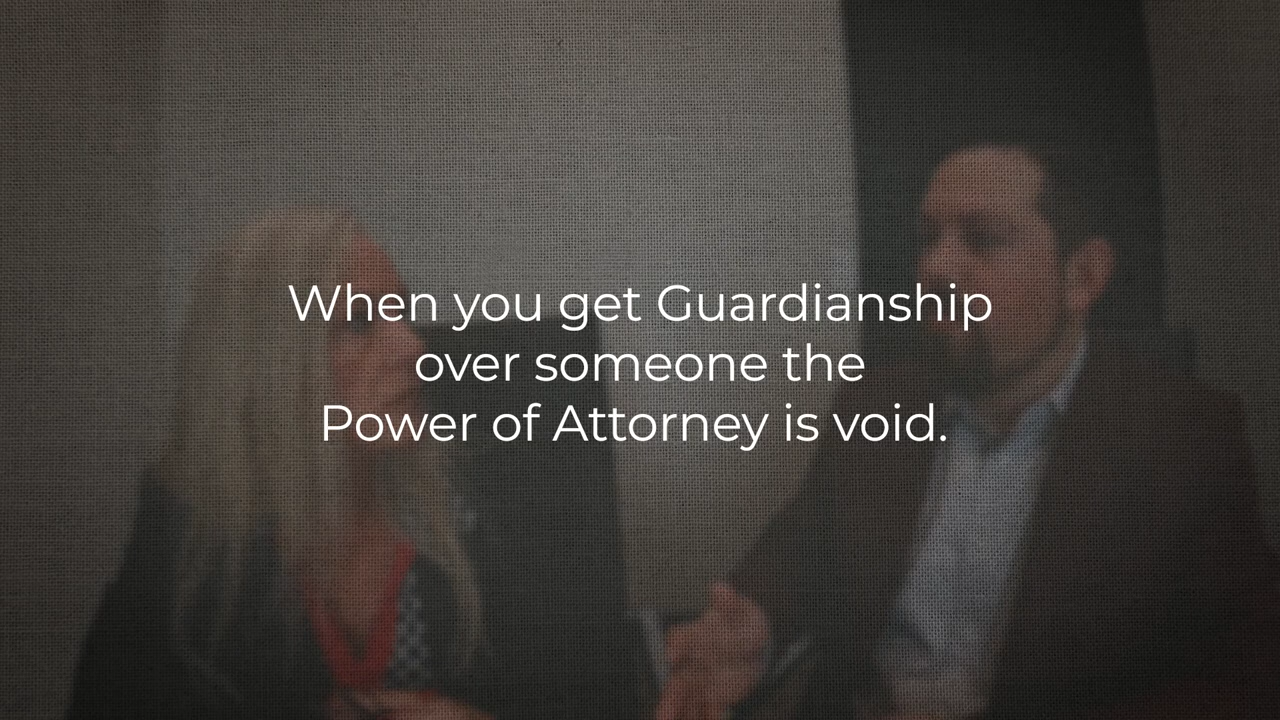 When you get Guardianship
over someone the
Power of Attorney is void.